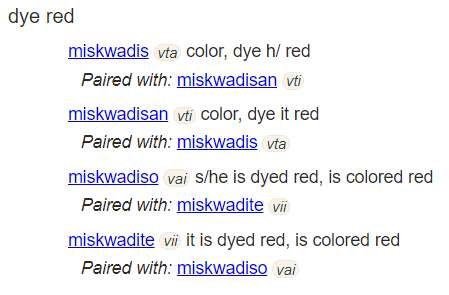 dye red
miskwadis vta color, dye h/ red
Paired with: miskwadisan vti
miskwadisan vti color, dye it red
Paired with: miskwadis vta
miskwadiso vai s/he is dyed red, is colored red
Paired with: miskwadite vii
miskwadite vii it is dyed red, is colored red
Paired with: miskwadiso vai